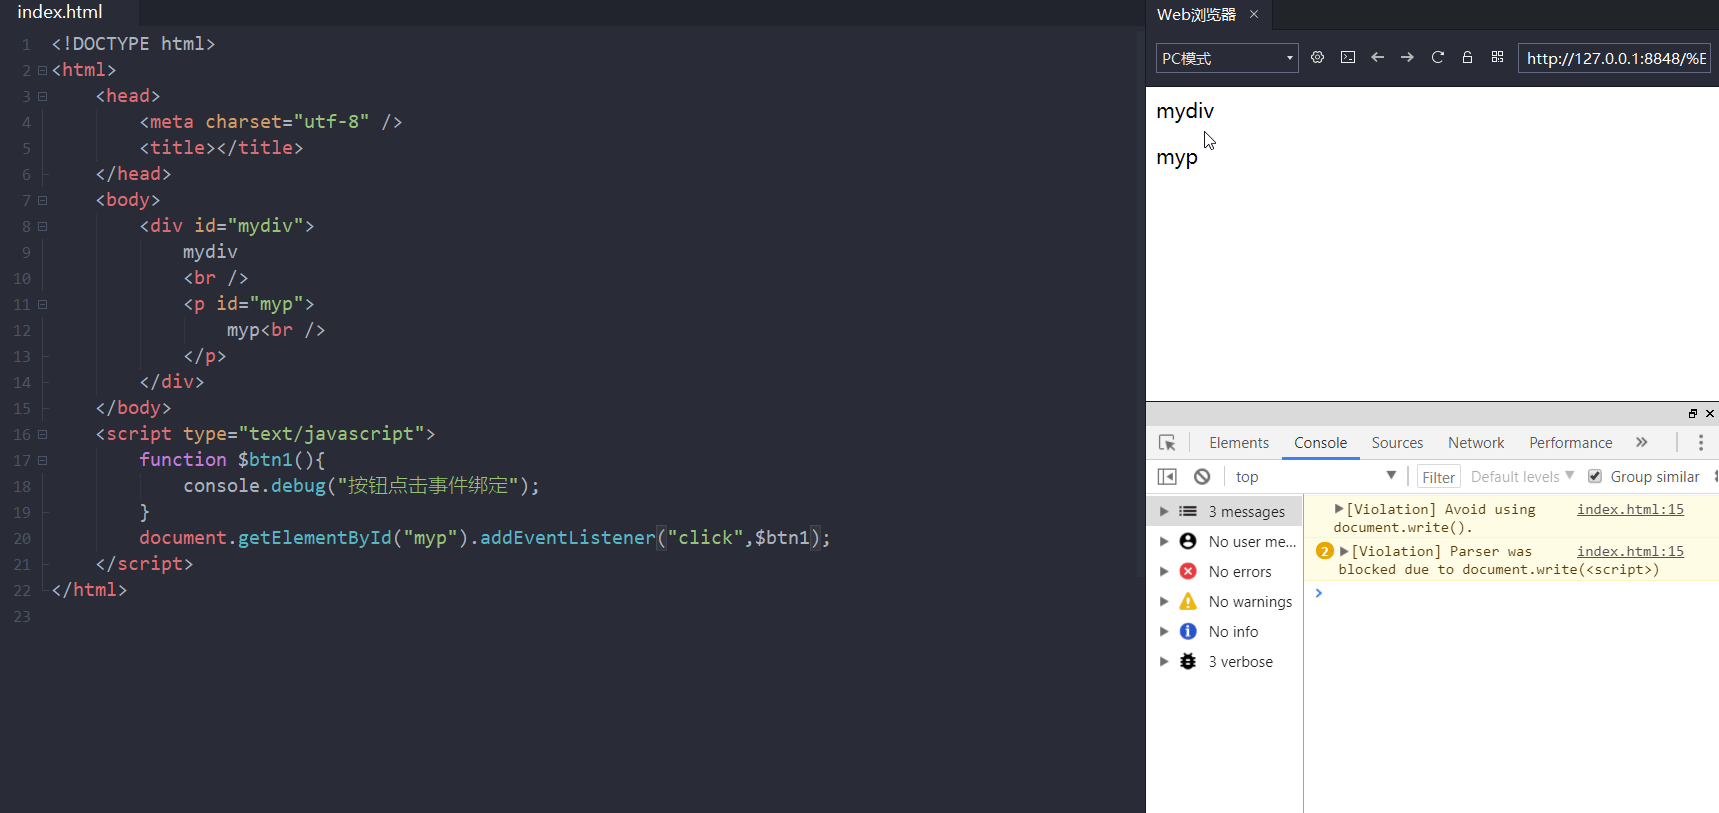 index.html
1 <!DOCTYPE html>
2 <html>
3 <head>
4 <meta charset="utf-8" />
5 <title></title>
6 </head>
7 <body>
8 <div id="mydiv">
9 mydiv
10 <br />
11 <p id="myp">
12 myp<br />
13 </p>
14 </div>
15 </body>
16 <script type="text/javascript">
17 function $btn1(){
18 console.debug("按钮点击事件绑定");
19 }
20 document.getElementById("myp").addEventListener("click",$btn1);
21 </script>
22 </html>
23
Web浏览器
PC模式 http://127.0.0.1:8848/%E
mydiv
myp
Elements Console Sources Network Performance
top Filter Default levels Group similar
3 messages
No user me...
No errors
No warnings
No info
3 verbose
[Violation] Avoid using index.html:15
document.write().
2 [Violation] Parser was index.html:15
blocked due to document.write(<script>)